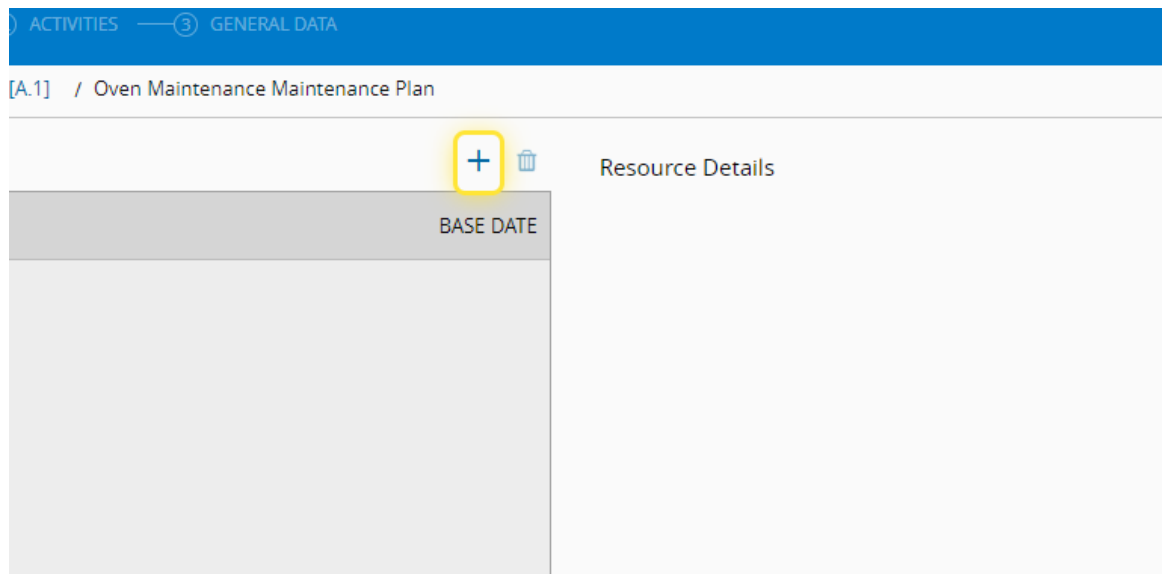 ACTIVITIES 3 GENERAL DATA
[A.1] / Oven Maintenance Maintenance Plan
Resource Details
BASE DATE